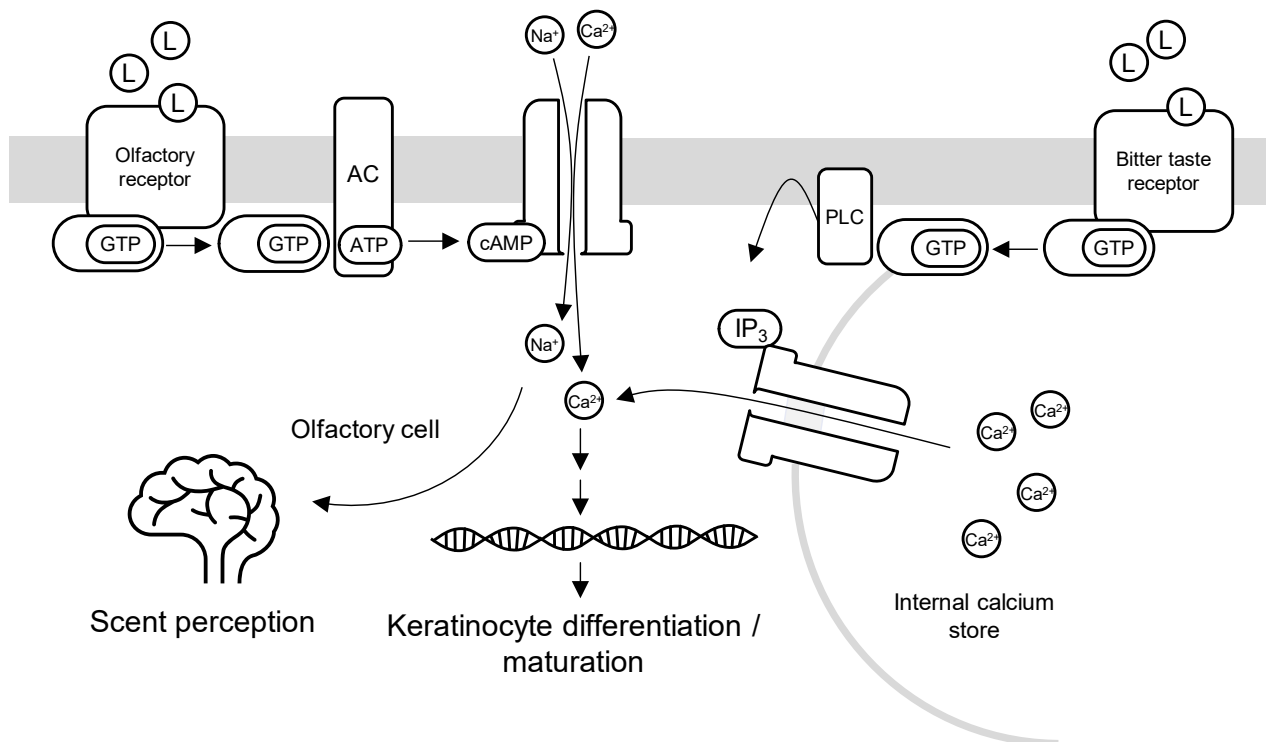 Na⁺
Ca²⁺
L
L
L
L
L
L
Olfactory
receptor
AC
Bitter taste
receptor
PLC
GTP
GTP
ATP
cAMP
GTP
GTP
IP₃
Na⁺
Ca²⁺
Ca²⁺
Ca²⁺
Ca²⁺
Ca²⁺
Olfactory cell
Internal calcium
store
Scent perception
Keratinocyte differentiation /
maturation